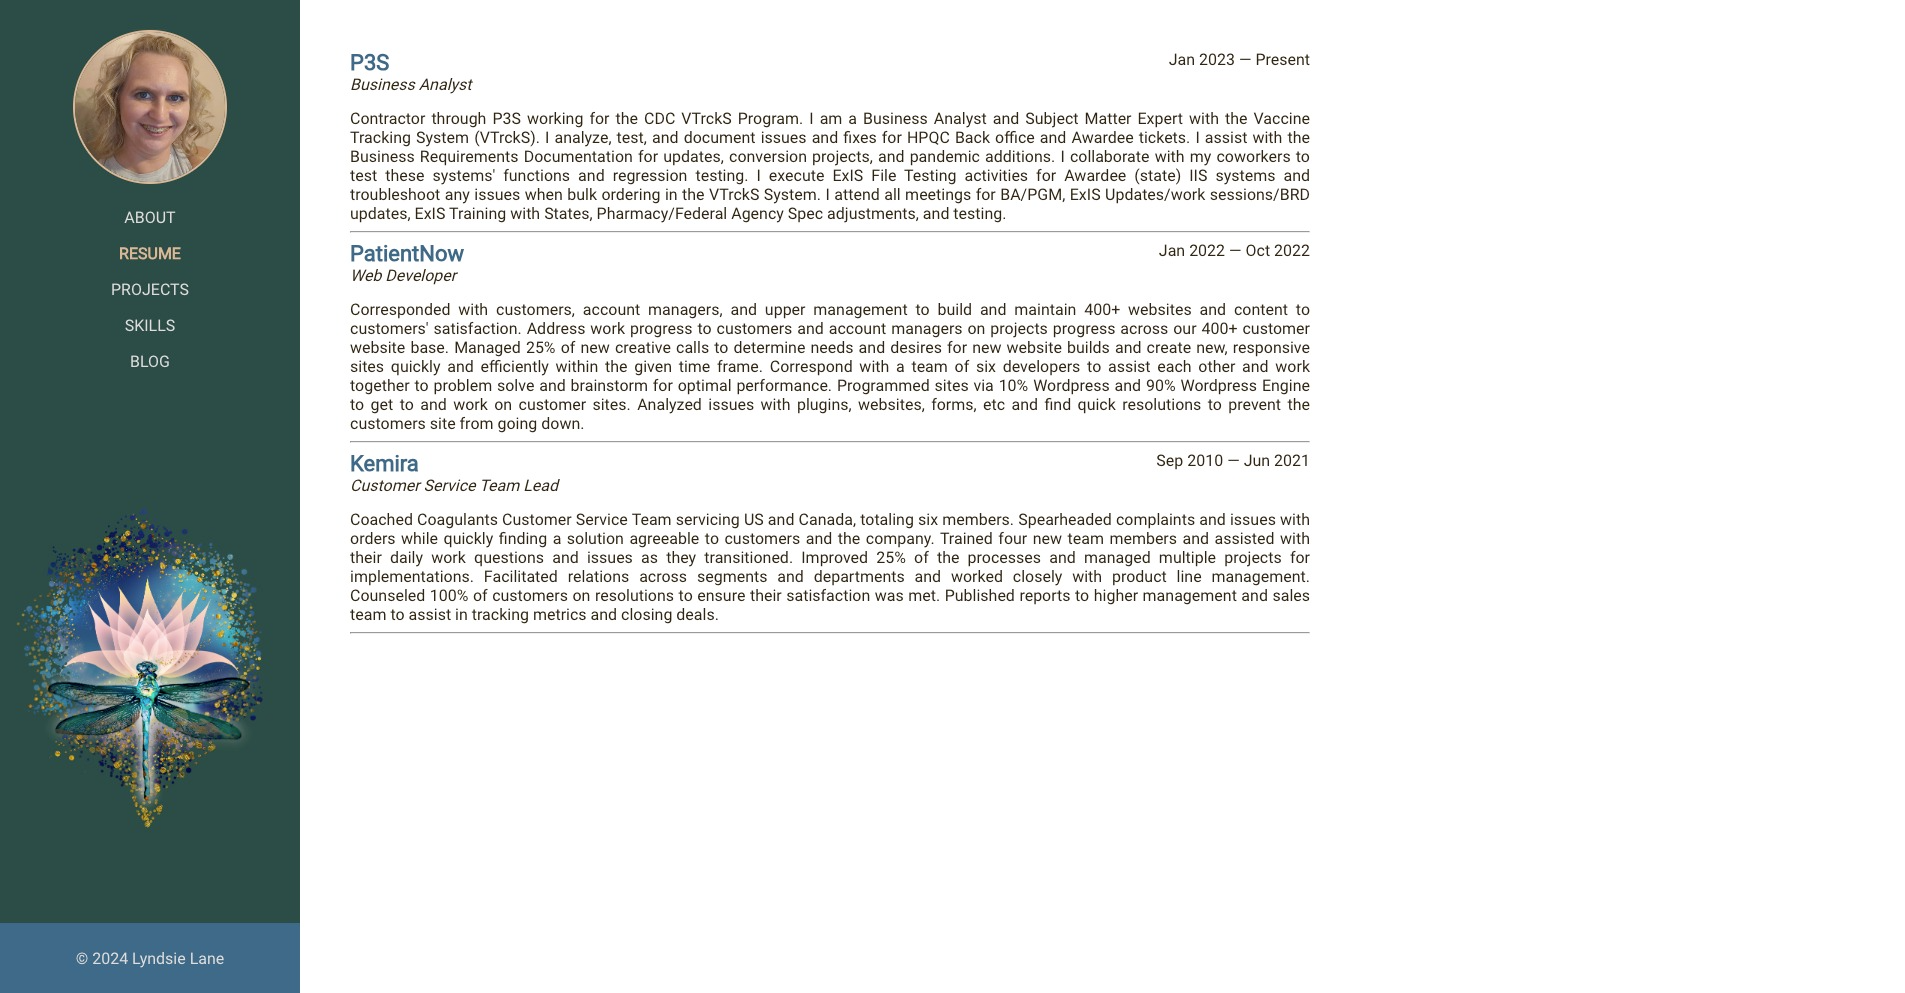 ABOUT
RESUME
PROJECTS
SKILLS
BLOG
© 2024 Lyndsie Lane
P3S
Jan 2023 — Present
Business Analyst
Contractor through P3S working for the CDC VTrckS Program. I am a Business Analyst and Subject Matter Expert with the Vaccine
Tracking System (VTrckS). I analyze, test, and document issues and fixes for HPQC Back office and Awardee tickets. I assist with the
Business Requirements Documentation for updates, conversion projects, and pandemic additions. I collaborate with my coworkers to
test these systems' functions and regression testing. I execute ExIS File Testing activities for Awardee (state) IIS systems and
troubleshoot any issues when bulk ordering in the VTrckS System. I attend all meetings for BA/PGM, ExIS Updates/work sessions/BRD
updates, ExIS Training with States, Pharmacy/Federal Agency Spec adjustments, and testing.
PatientNow
Jan 2022 — Oct 2022
Web Developer
Corresponded with customers, account managers, and upper management to build and maintain 400+ websites and content to
customers' satisfaction. Address work progress to customers and account managers on projects progress across our 400+ customer
website base. Managed 25% of new creative calls to determine needs and desires for new website builds and create new, responsive
sites quickly and efficiently within the given time frame. Correspond with a team of six developers to assist each other and work
together to problem solve and brainstorm for optimal performance. Programmed sites via 10% Wordpress and 90% Wordpress Engine
to get to and work on customer sites. Analyzed issues with plugins, websites, forms, etc and find quick resolutions to prevent the
customers site from going down.
Kemira
Sep 2010 — Jun 2021
Customer Service Team Lead
Coached Coagulants Customer Service Team servicing US and Canada, totaling six members. Spearheaded complaints and issues with
orders while quickly finding a solution agreeable to customers and the company. Trained four new team members and assisted with
their daily work questions and issues as they transitioned. Improved 25% of the processes and managed multiple projects for
implementations. Facilitated relations across segments and departments and worked closely with product line management.
Counseled 100% of customers on resolutions to ensure their satisfaction was met. Published reports to higher management and sales
team to assist in tracking metrics and closing deals.